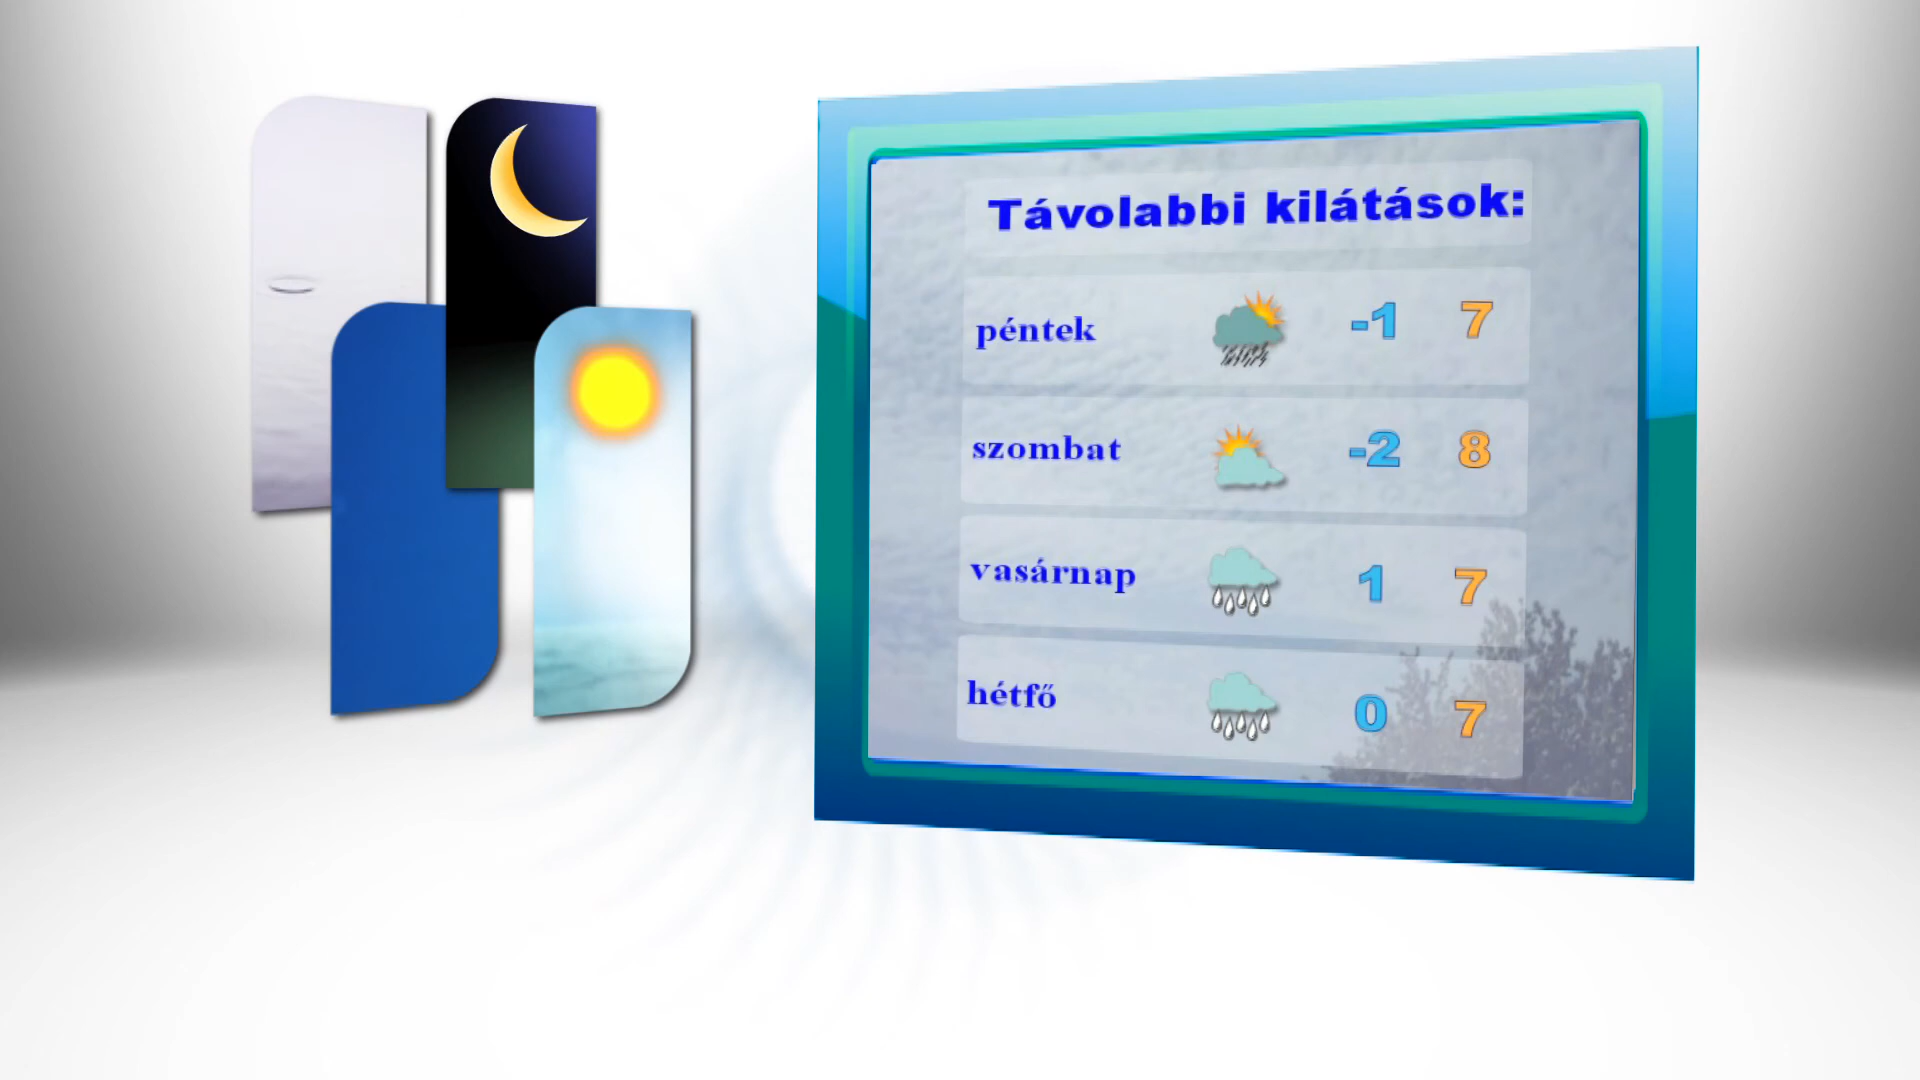 Távolabbi kilátások:
péntek -1 7
szombat -2 8
vasárnap 1 7
hétfő 0 7